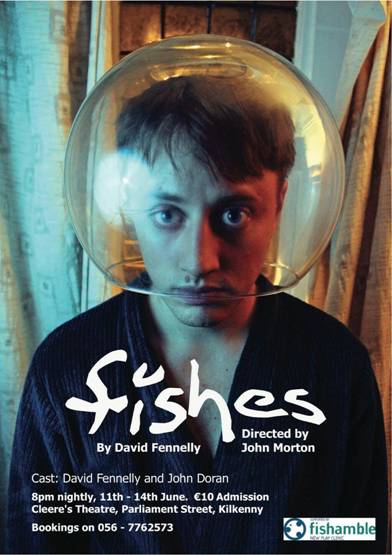 fishes
By David Fennelly
Directed by
John Morton
Cast: David Fennelly and John Doran
8pm nightly, 11th - 14th June. €10 Admission
Cleere's Theatre, Parliament Street, Kilkenny
Bookings on 056 - 7762573
fishamble
NEW PLAY CLINIC